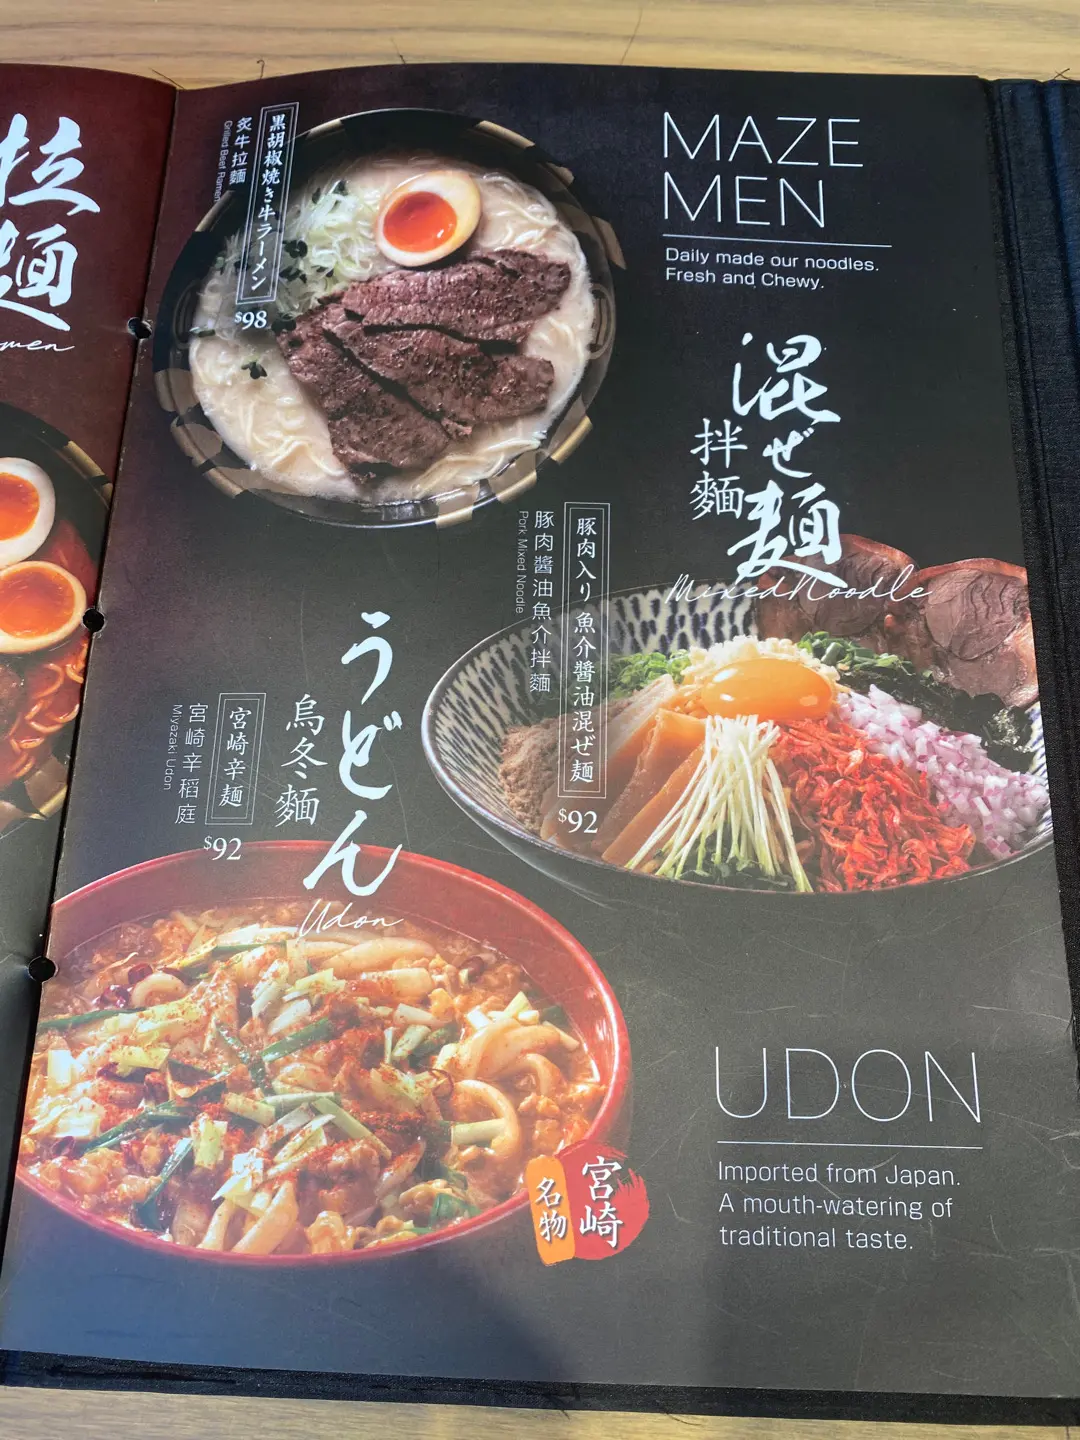 拉
麺
黒胡椒焼き牛ラーメン
炙牛拉麵
Grilled Beef Ramen
$98
MAZE
MEN
Daily made our noodles.
Fresh and Chewy.
混ぜ麺
拌麵
Mixed Noodle
豚肉入り 魚介醬油混ぜ麺
豚肉醬油魚介拌麵
Pork Mixed Noodle
$92
うどん
烏冬麵
Udon
宮崎辛麺
宮崎辛稻庭
Miyazaki Udon
$92
宮崎
名物
UDON
Imported from Japan.
A mouth-watering of
traditional taste.